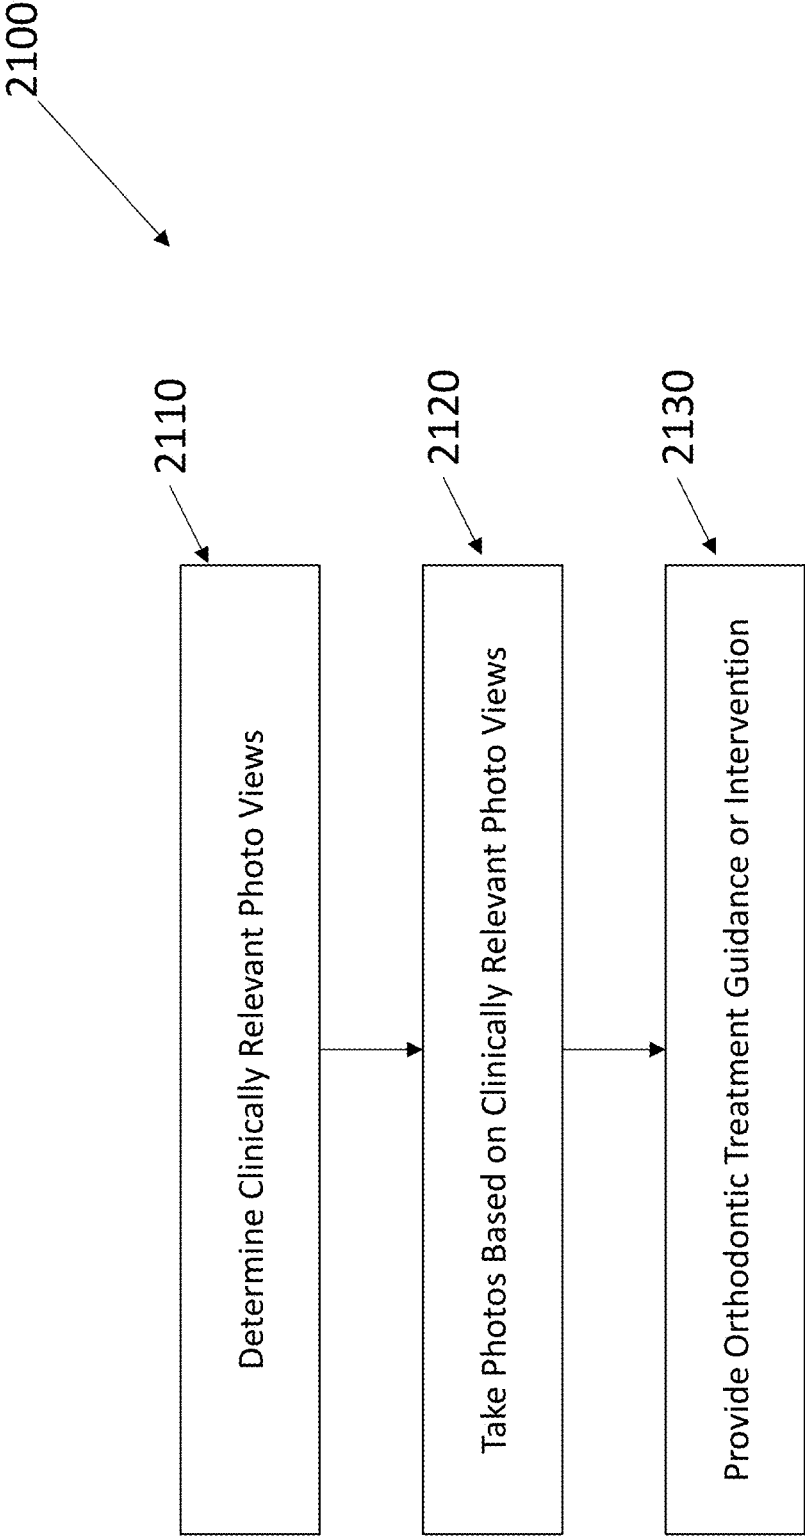 2100
2110
Determine Clinically Relevant Photo Views
2120
Take Photos Based on Clinically Relevant Photo Views
2130
Provide Orthodontic Treatment Guidance or Intervention